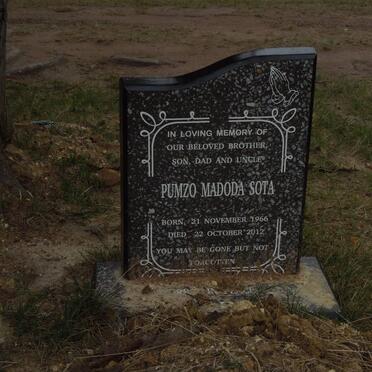 IN LOVING MEMORY OF
OUR BELOVED BROTHER,
SON, DAD AND UNCLE
PUMZO MADODA SOTA
BORN, 21 NOVEMBER 1966
DIED, 22 OCTOBER 2012
YOU MAY BE GONE BUT NOT
FORGOTTEN